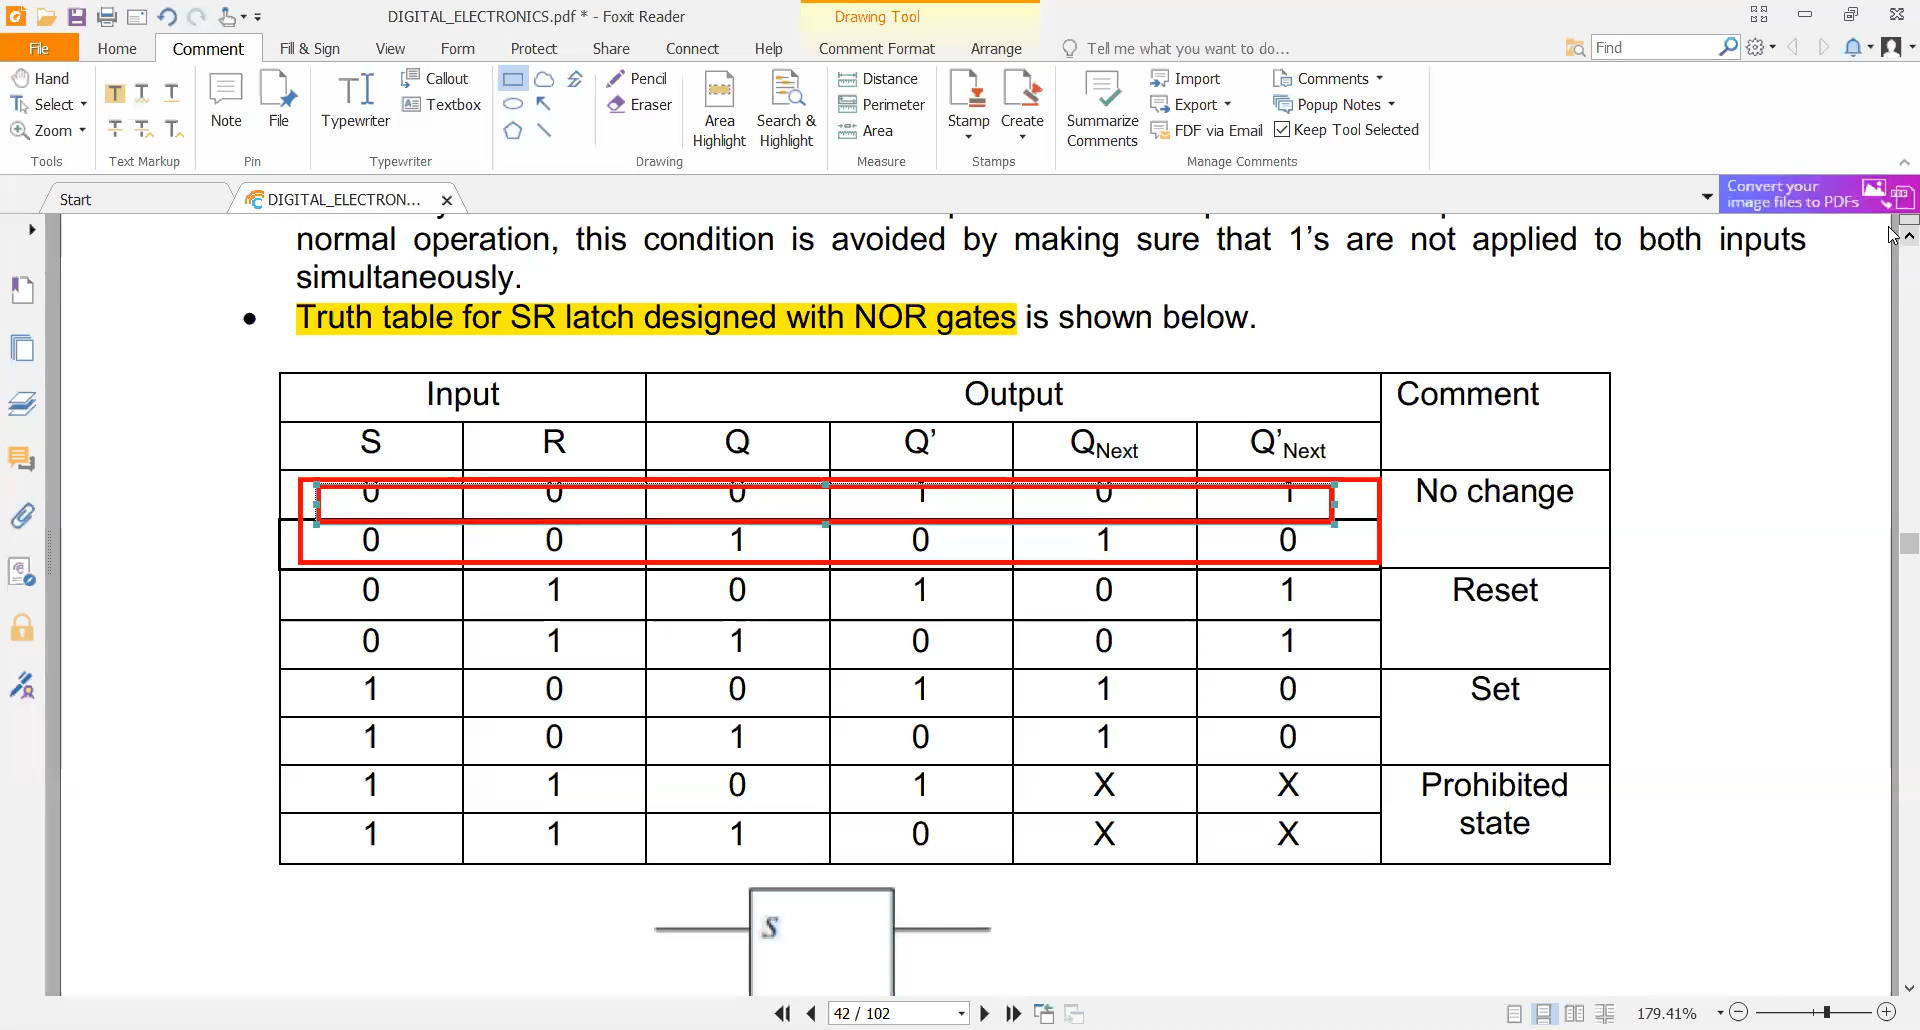 DIGITAL_ELECTRONICS.pdf * - Foxit Reader
Drawing Tool
File Home Comment Fill & Sign View Form Protect Share Connect Help Comment Format Arrange Tell me what you want to do... Find
Hand
Select
Zoom
Tools
Text Markup
Note
File
Pin
Typewriter
Callout
Textbox
Typewriter
Pencil
Eraser
Area Highlight
Search & Highlight
Drawing
Distance
Perimeter
Area
Measure
Stamp
Create
Stamps
Summarize Comments
Import
Export
FDF via Email
Comments
Popup Notes
Keep Tool Selected
Manage Comments
Start
DIGITAL_ELECTRON...
Convert your
image files to PDFs
normal operation, this condition is avoided by making sure that 1’s are not applied to both inputs
simultaneously.
• Truth table for SR latch designed with NOR gates is shown below.
Input Output Comment
S R Q Q’ QNext Q’Next
0 0 0 1 0 1 No change
0 0 1 0 1 0
0 1 0 1 0 1 Reset
0 1 1 0 0 1
1 0 0 1 1 0 Set
1 0 1 0 1 0
1 1 0 1 X X Prohibited
state
1 1 1 0 X X
S
42 / 102
179.41%